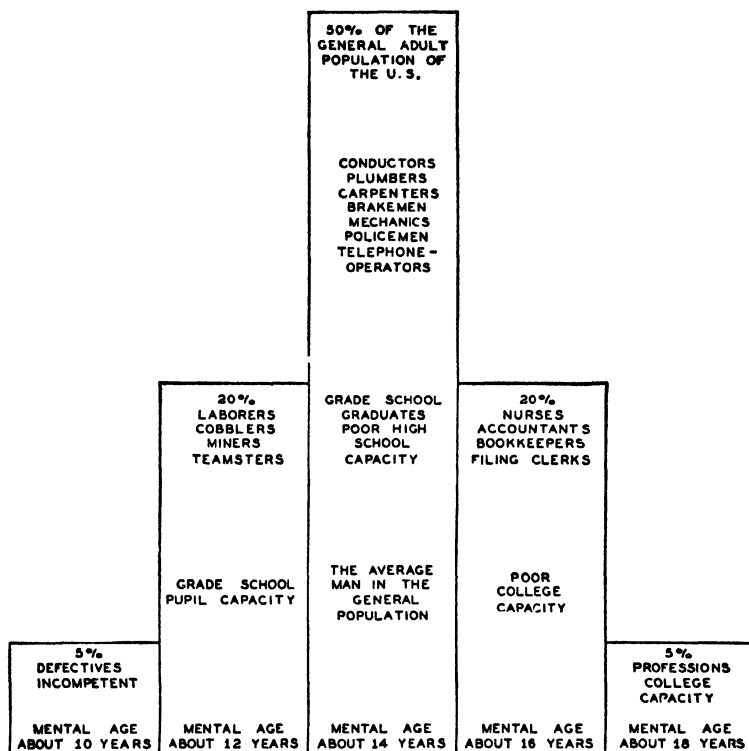 50% OF THE
GENERAL ADULT
POPULATION OF
THE U.S.
CONDUCTORS
PLUMBERS
CARPENTERS
BRAKEMEN
MECHANICS
POLICEMEN
TELEPHONE-
OPERATORS
20%
LABORERS
COBBLERS
MINERS
TEAMSTERS
GRADE SCHOOL
GRADUATES
POOR HIGH
SCHOOL
CAPACITY
20%
NURSES
ACCOUNTANTS
BOOKKEEPERS
FILING CLERKS
GRADE SCHOOL
PUPIL CAPACITY
THE AVERAGE
MAN IN THE
GENERAL
POPULATION
POOR
COLLEGE
CAPACITY
5%
DEFECTIVES
INCOMPETENT
5%
PROFESSIONS
COLLEGE
CAPACITY
MENTAL AGE
ABOUT 10 YEARS
MENTAL AGE
ABOUT 12 YEARS
MENTAL AGE
ABOUT 14 YEARS
MENTAL AGE
ABOUT 16 YEARS
MENTAL AGE
ABOUT 18 YEARS